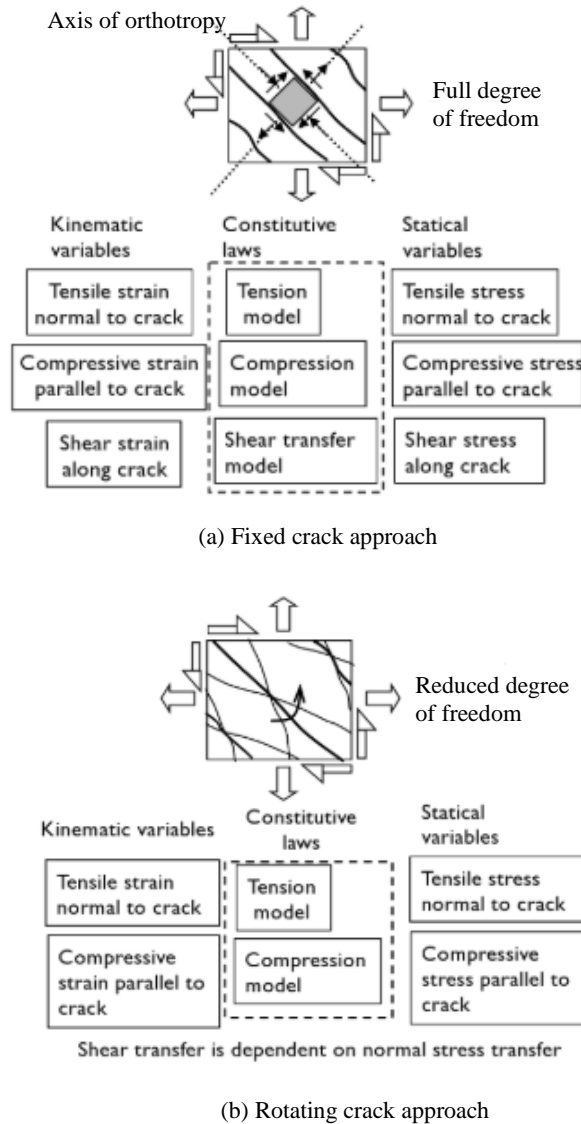 Axis of orthotropy
Full degree
of freedom
Kinematic
variables
Constitutive
laws
Statical
variables
Tensile strain
normal to crack
Tension
model
Tensile stress
normal to crack
Compressive strain
parallel to crack
Compression
model
Compressive stress
parallel to crack
Shear strain
along crack
Shear transfer
model
Shear stress
along crack
(a) Fixed crack approach
Reduced degree
of freedom
Kinematic variables
Constitutive
laws
Statical
variables
Tensile strain
normal to crack
Tension
model
Tensile stress
normal to crack
Compressive
strain parallel to
crack
Compression
model
Compressive
stress parallel to
crack
Shear transfer is dependent on normal stress transfer
(b) Rotating crack approach